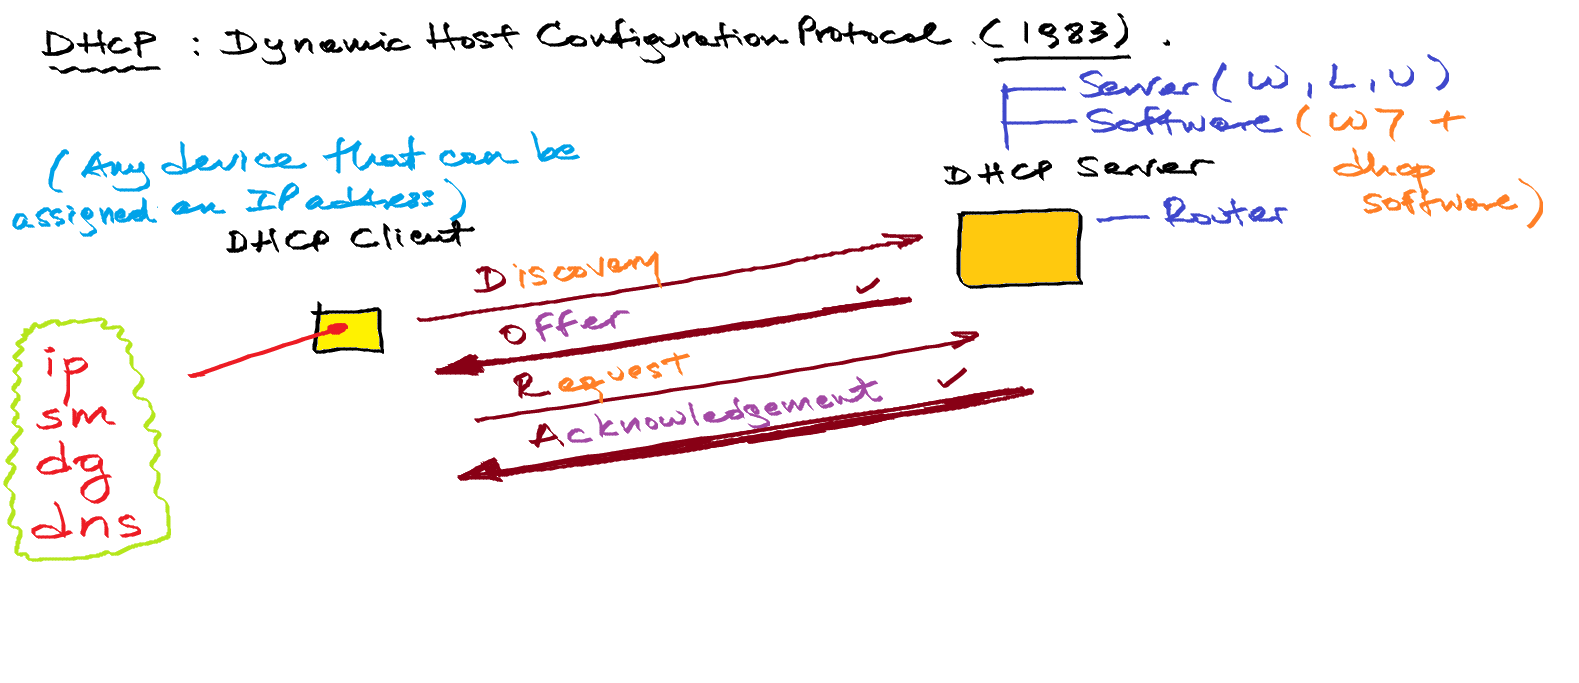 DHCP : Dynamic Host Configuration Protocol. (1983).
Server (W, L, U)
Software (W7 +
dhcp
software)
DHCP Server
Router
(Any device that can be
assigned an IP address)
DHCP Client
Discovery
Offer
Request
Acknowledgement
ip
sm
dg
dns